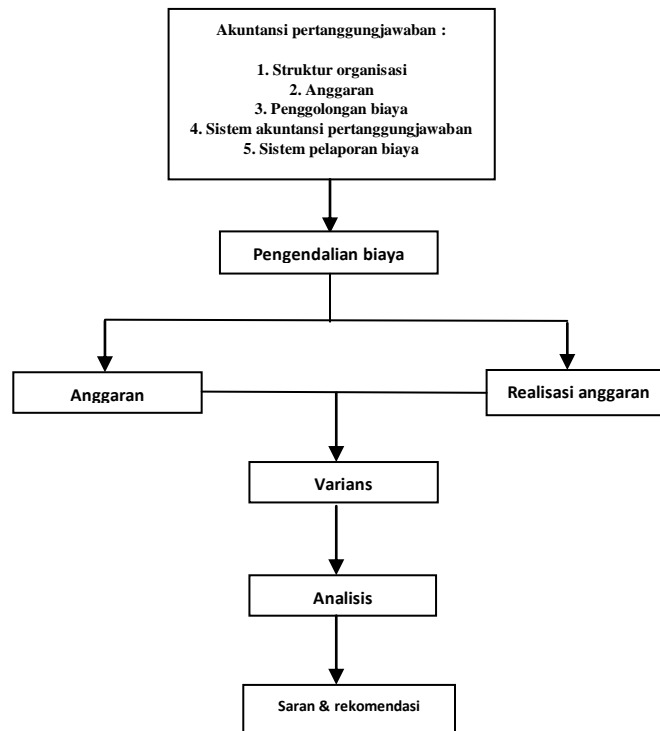 Akuntansi pertanggungjawaban :
1. Struktur organisasi
2. Anggaran
3. Penggolongan biaya
4. Sistem akuntansi pertanggungjawaban
5. Sistem pelaporan biaya
Pengendalian biaya
Anggaran
Realisasi anggaran
Varians
Analisis
Saran & rekomendasi